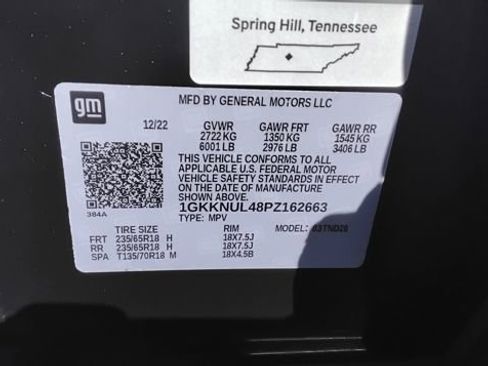 Spring Hill, Tennessee
gm
MFD BY GENERAL MOTORS LLC
12/22 GVWR GAWR FRT GAWR RR
2722 KG 1350 KG 1545 KG
6001 LB 2976 LB 3406 LB
THIS VEHICLE CONFORMS TO ALL
APPLICABLE U.S. FEDERAL MOTOR
VEHICLE SAFETY STANDARDS IN EFFECT
ON THE DATE OF MANUFACTURE
SHOWN ABOVE.
1GKKNUL48PZ162663
384A TYPE: MPV
TIRE SIZE RIM MODEL:
FRT 235/65R18 H 18X7.5J
RR 235/65R18 H 18X7.5J
SPA T135/70R18 M 18X4.5B